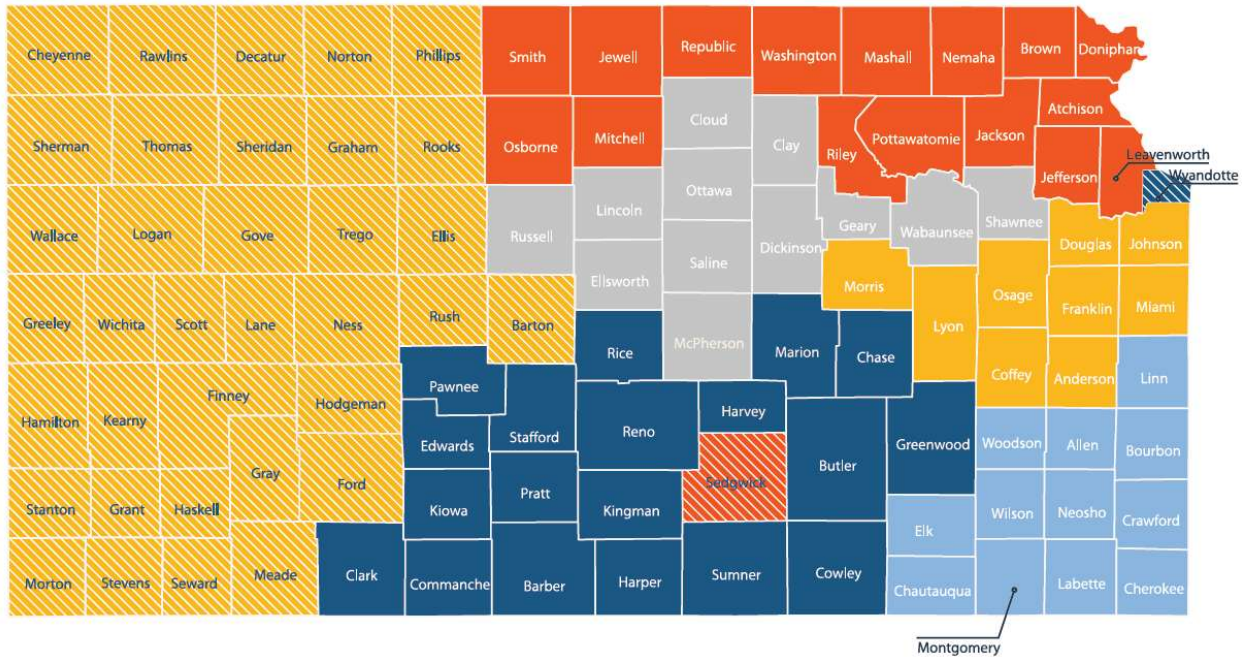 Cheyenne
Rawlins
Decatur
Norton
Phillips
Smith
Jewell
Republic
Washington
Mashall
Nemaha
Brown
Doniphan
Sherman
Thomas
Sheridan
Graham
Rooks
Osborne
Mitchell
Cloud
Clay
Riley
Pottawatomie
Jackson
Atchison
Jefferson
Leavenworth
Wyandotte
Wallace
Logan
Gove
Trego
Ellis
Russell
Lincoln
Ottawa
Saline
Dickinson
Geary
Wabaunsee
Shawnee
Douglas
Johnson
Ellsworth
Morris
Osage
Franklin
Miami
Greeley
Wichita
Scott
Lane
Ness
Rush
Barton
Rice
McPherson
Marion
Chase
Lyon
Coffey
Anderson
Linn
Hamilton
Kearny
Finney
Hodgeman
Pawnee
Edwards
Stafford
Reno
Harvey
Butler
Greenwood
Woodson
Allen
Bourbon
Stanton
Grant
Haskell
Gray
Ford
Kiowa
Pratt
Kingman
Sedgwick
Elk
Wilson
Neosho
Crawford
Morton
Stevens
Seward
Meade
Clark
Commanche
Barber
Harper
Sumner
Cowley
Chautauqua
Labette
Cherokee
Montgomery